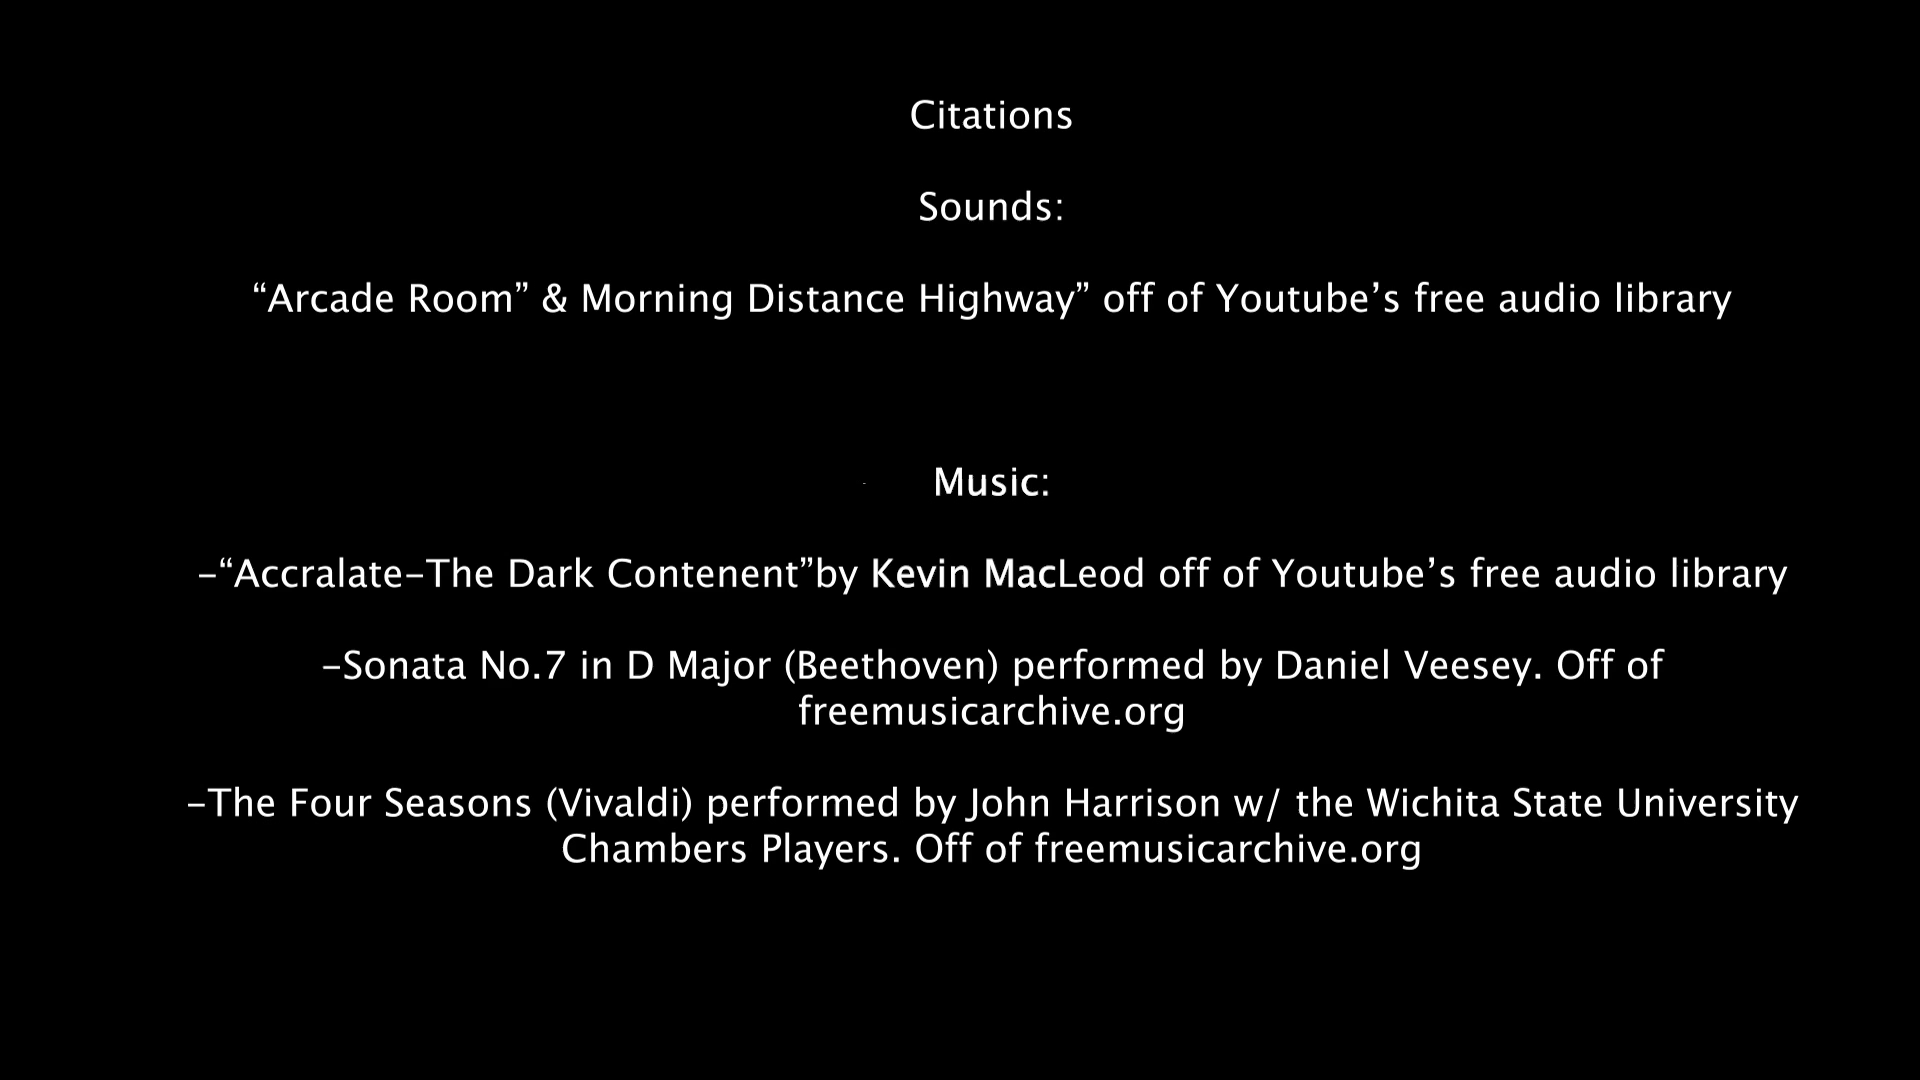 Citations
Sounds:
“Arcade Room” & Morning Distance Highway” off of Youtube’s free audio library
Music:
-“Accralate-The Dark Contenent”by Kevin MacLeod off of Youtube’s free audio library
-Sonata No.7 in D Major (Beethoven) performed by Daniel Veesey. Off of
freemusicarchive.org
-The Four Seasons (Vivaldi) performed by John Harrison w/ the Wichita State University
Chambers Players. Off of freemusicarchive.org